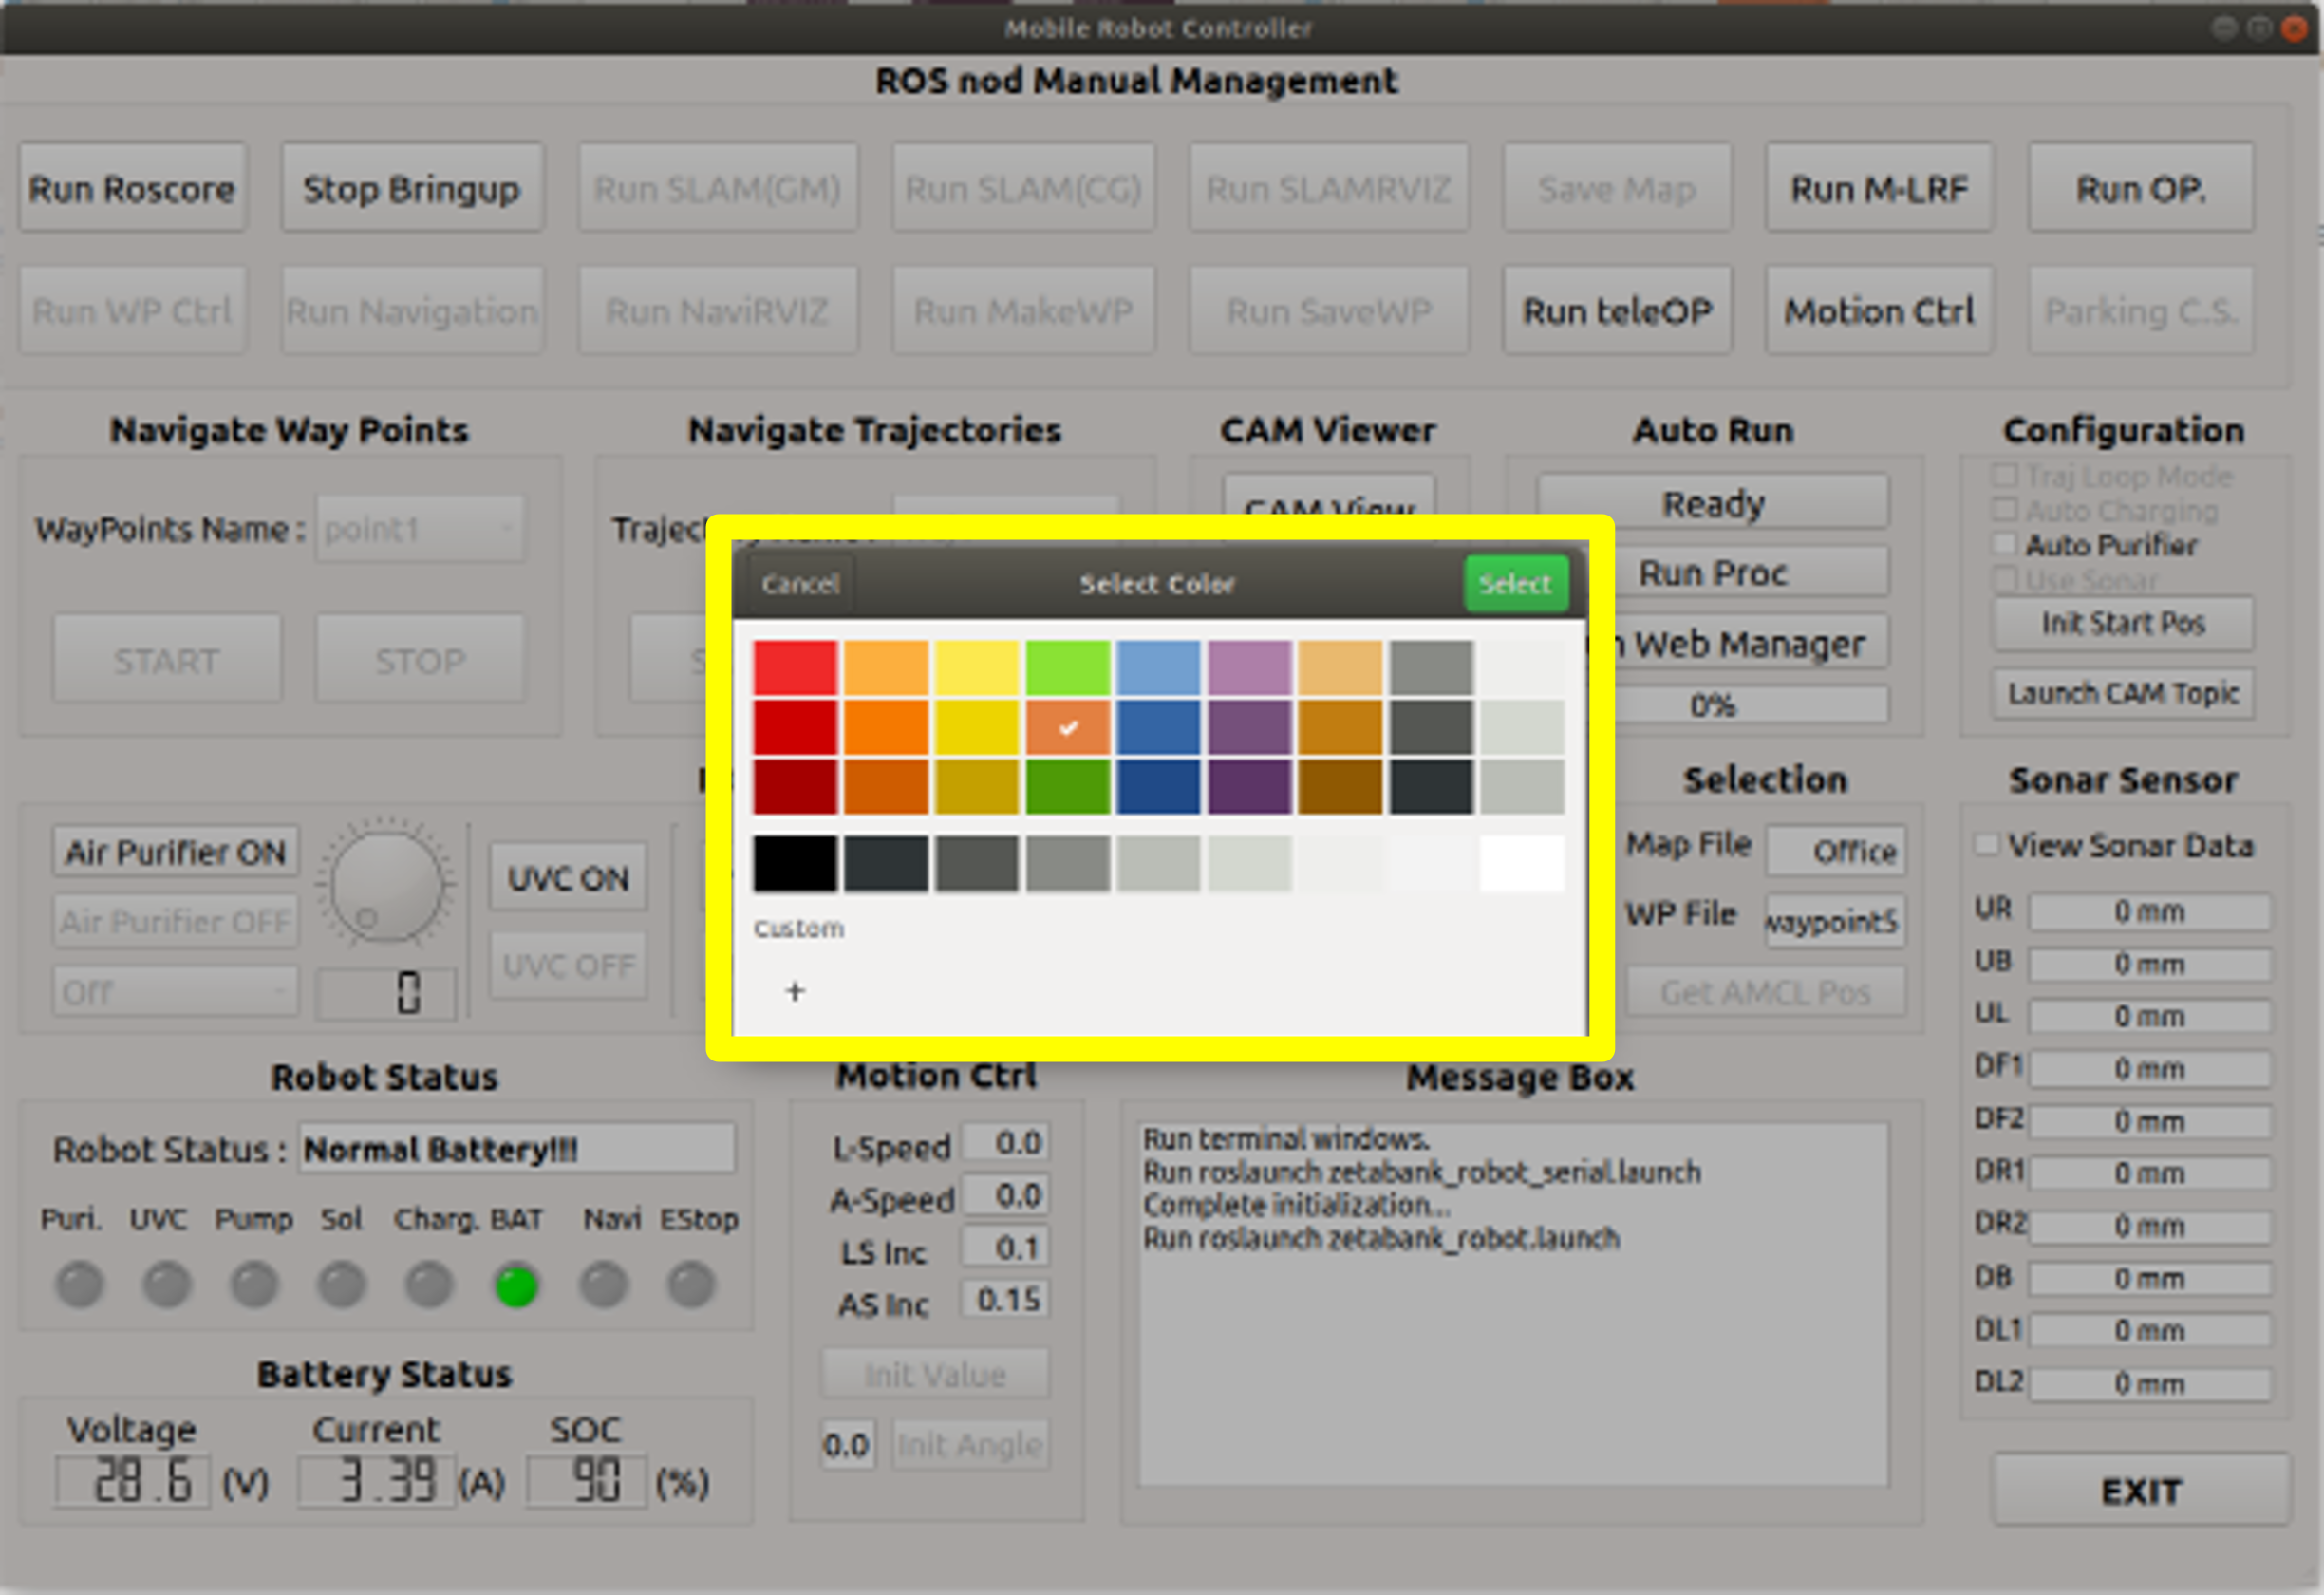 Mobile Robot Controller
ROS nod Manual Management
Run Roscore Stop Bringup Run SLAM(GM) Run SLAM(CG) Run SLAMRVIZ Save Map Run M-LRF Run OP.
Run WP Ctrl Run Navigation Run NaviRVIZ Run MakeWP Run SaveWP Run teleOP Motion Ctrl Parking C.S.
Navigate Way Points Navigate Trajectories CAM Viewer Auto Run Configuration
WayPoints Name : point1
START STOP
CAM View
Ready
Run Proc
Web Manager
0%
Traj Loop Mode
Auto Charging
Auto Purifier
Use Sonar
Init Start Pos
Launch CAM Topic
Cancel Select Color Select
Custom
+
Air Purifier ON
Air Purifier OFF
Off
0
UVC ON
UVC OFF
Selection
Map File Office
WP File waypoint5
Get AMCL Pos
Sonar Sensor
View Sonar Data
UR 0 mm
UB 0 mm
UL 0 mm
DF1 0 mm
DF2 0 mm
DR1 0 mm
DR2 0 mm
DB 0 mm
DL1 0 mm
DL2 0 mm
Robot Status
Robot Status : Normal Battery!!!
Puri. UVC Pump Sol Charg. BAT Navi EStop
Battery Status
Voltage Current SOC
28.6 (V) 3.39 (A) 90 (%)
Motion Ctrl
L-Speed 0.0
A-Speed 0.0
LS Inc 0.1
AS Inc 0.15
Init Value
0.0 Init Angle
Message Box
Run terminal windows.
Run roslaunch zetabank_robot_serial.launch
Complete initialization...
Run roslaunch zetabank_robot.launch
EXIT